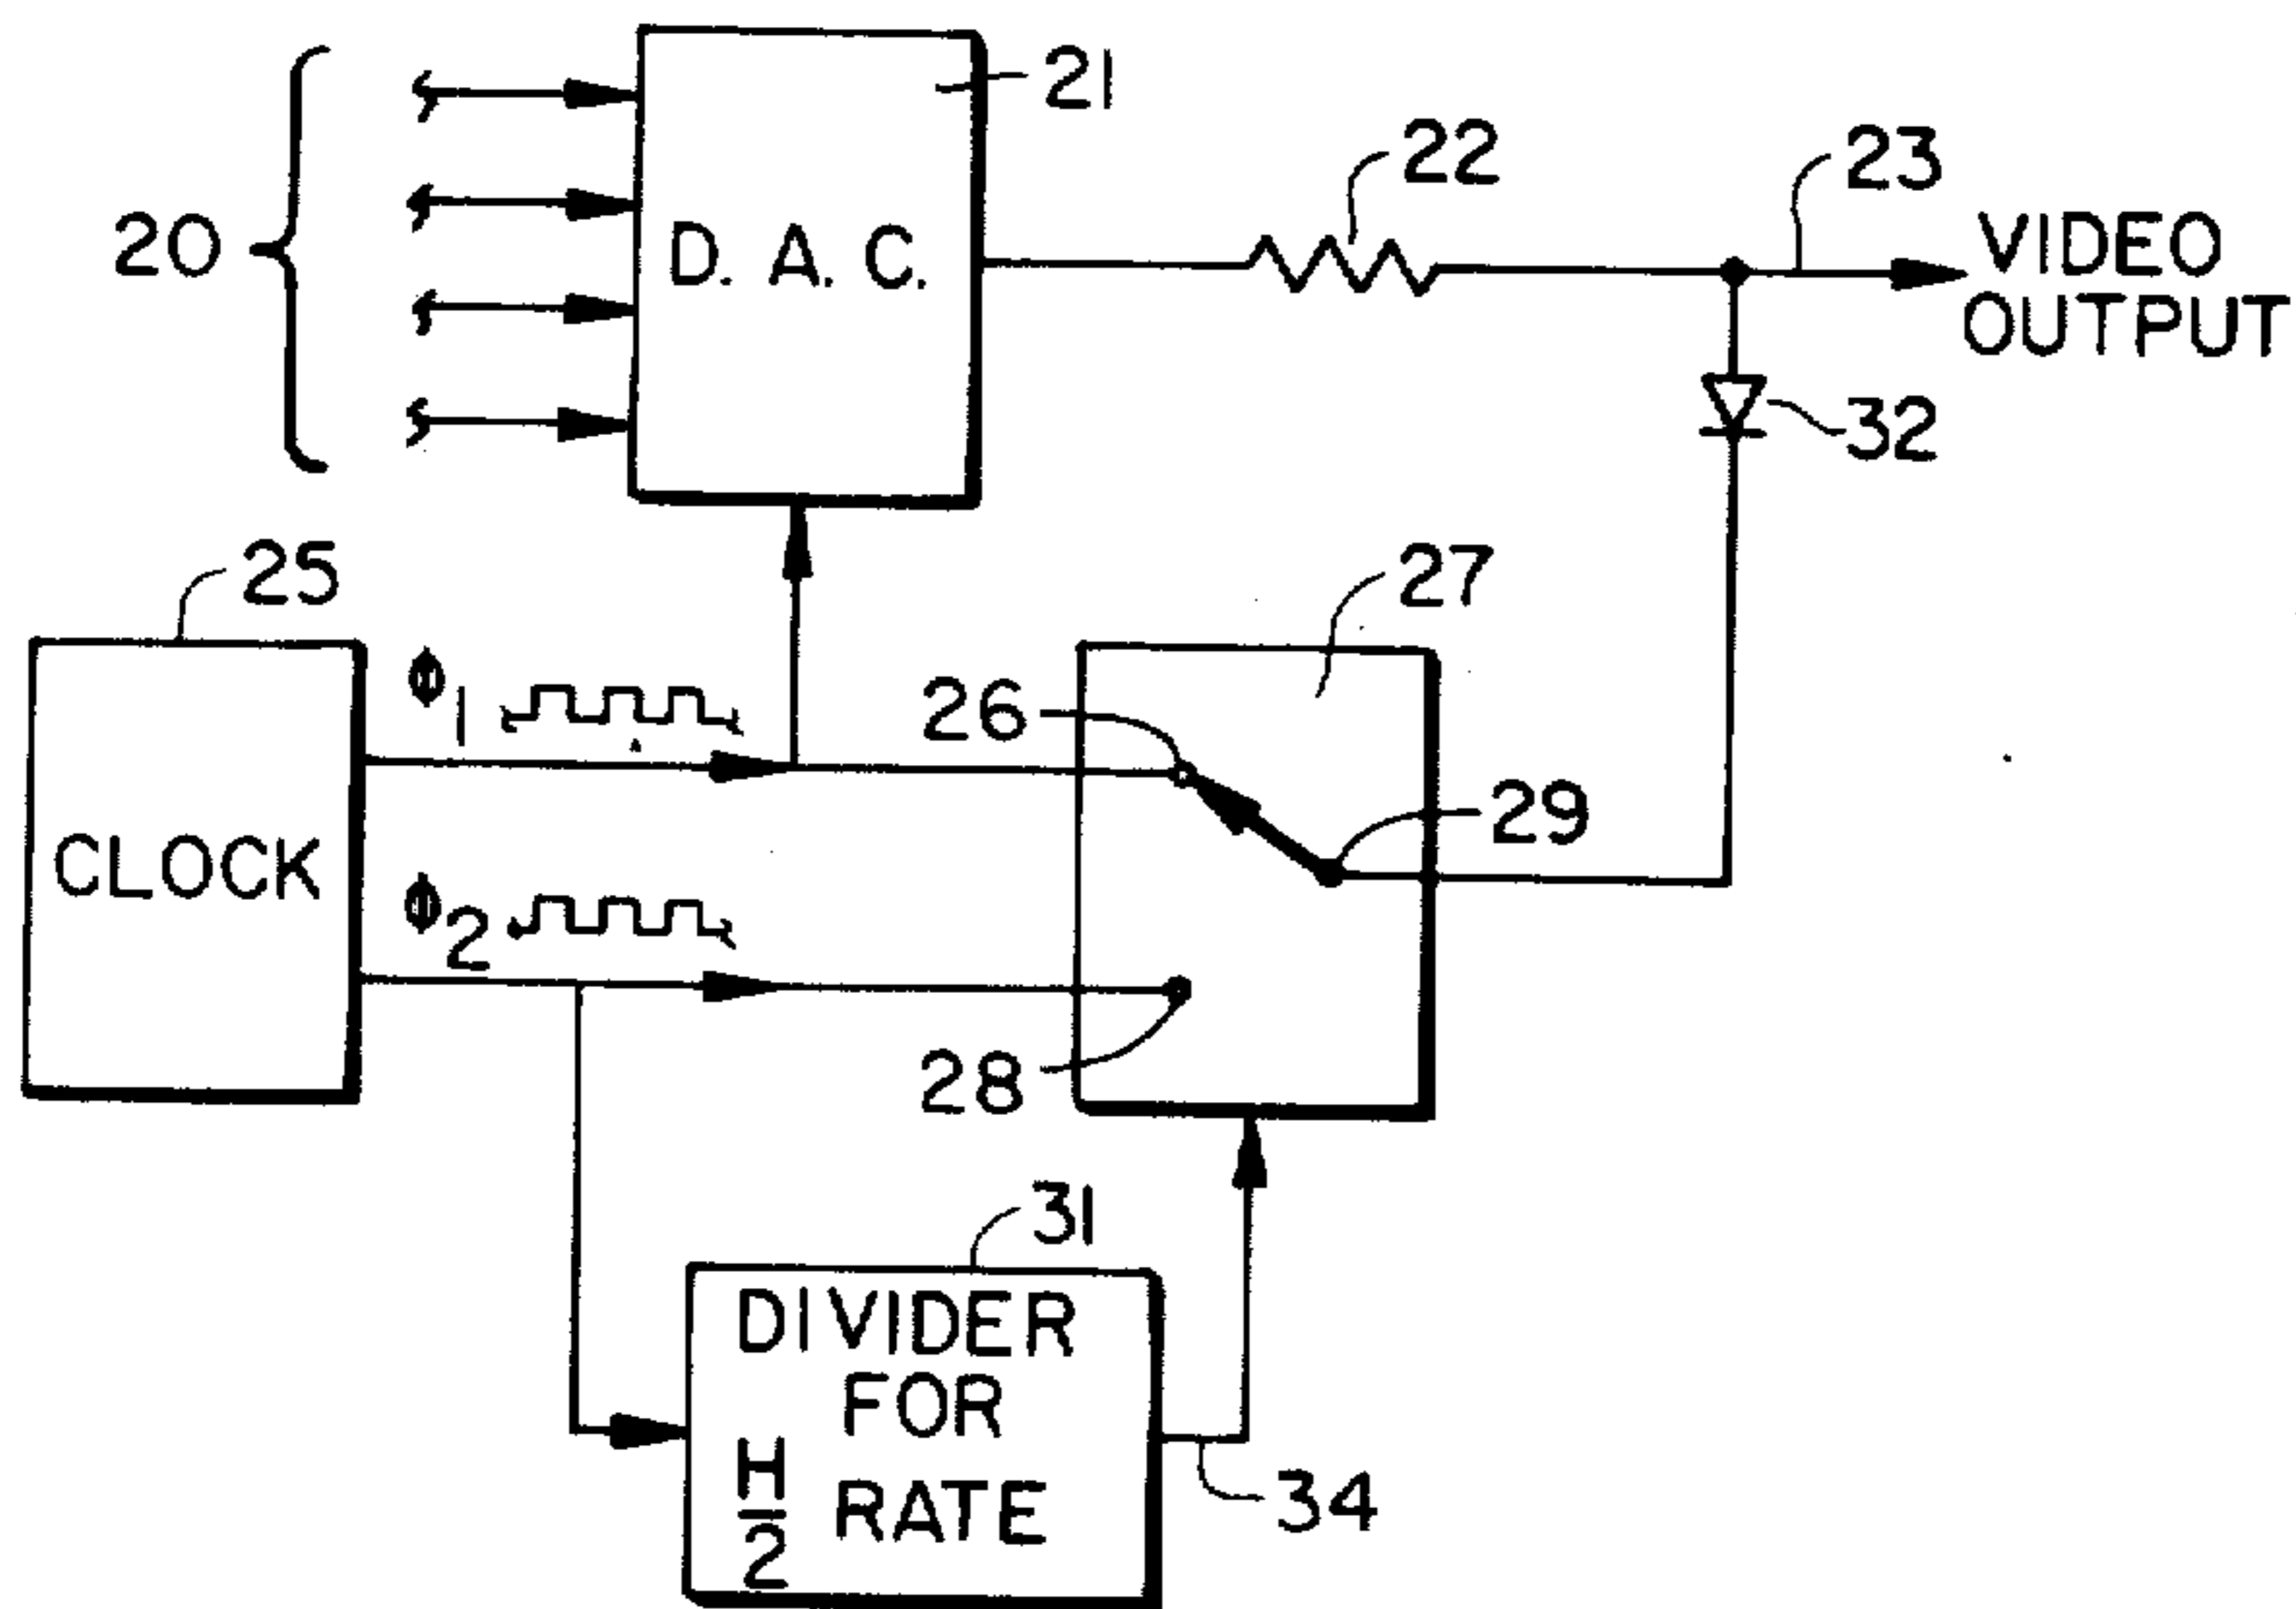 21
22
23
20
D. A. C.
VIDEO
OUTPUT
32
25
27
Φ1
26
29
CLOCK
Φ2
28
31
DIVIDER
FOR
H/2 RATE
34